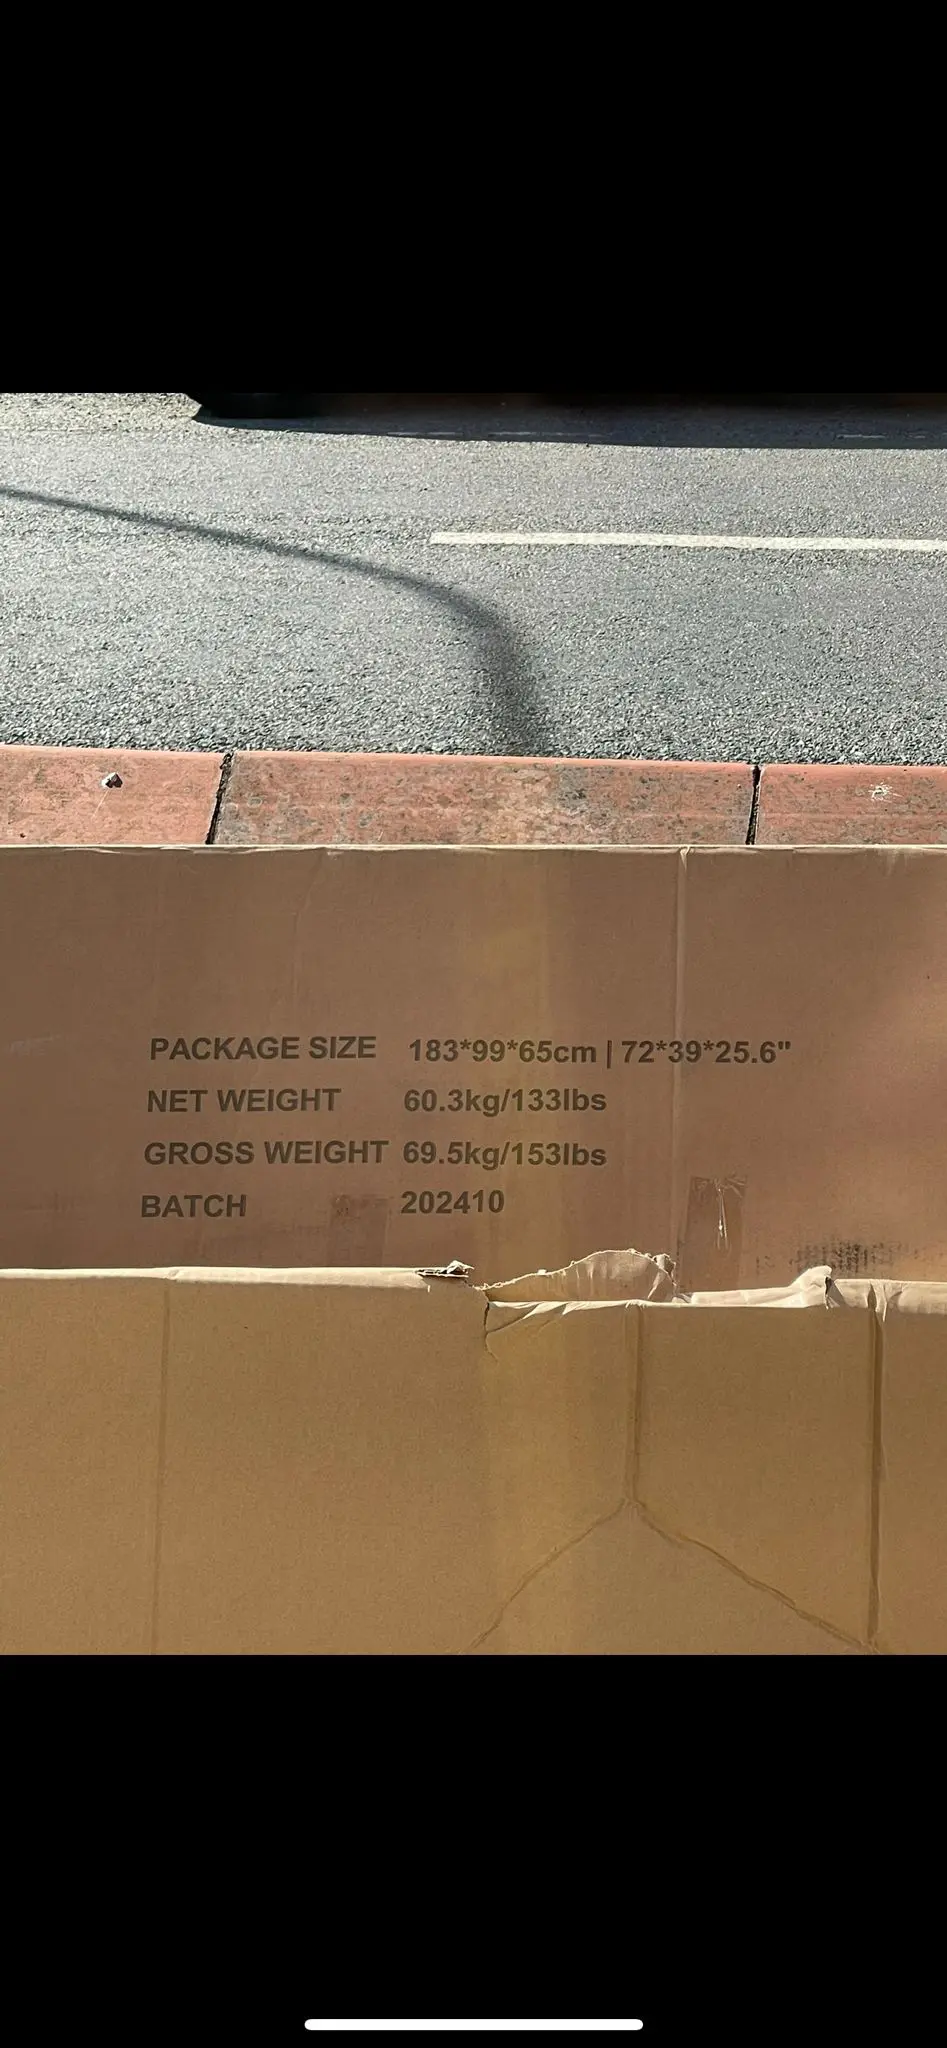 PACKAGE SIZE 183*99*65cm | 72*39*25.6"
NET WEIGHT 60.3kg/133lbs
GROSS WEIGHT 69.5kg/153lbs
BATCH 202410